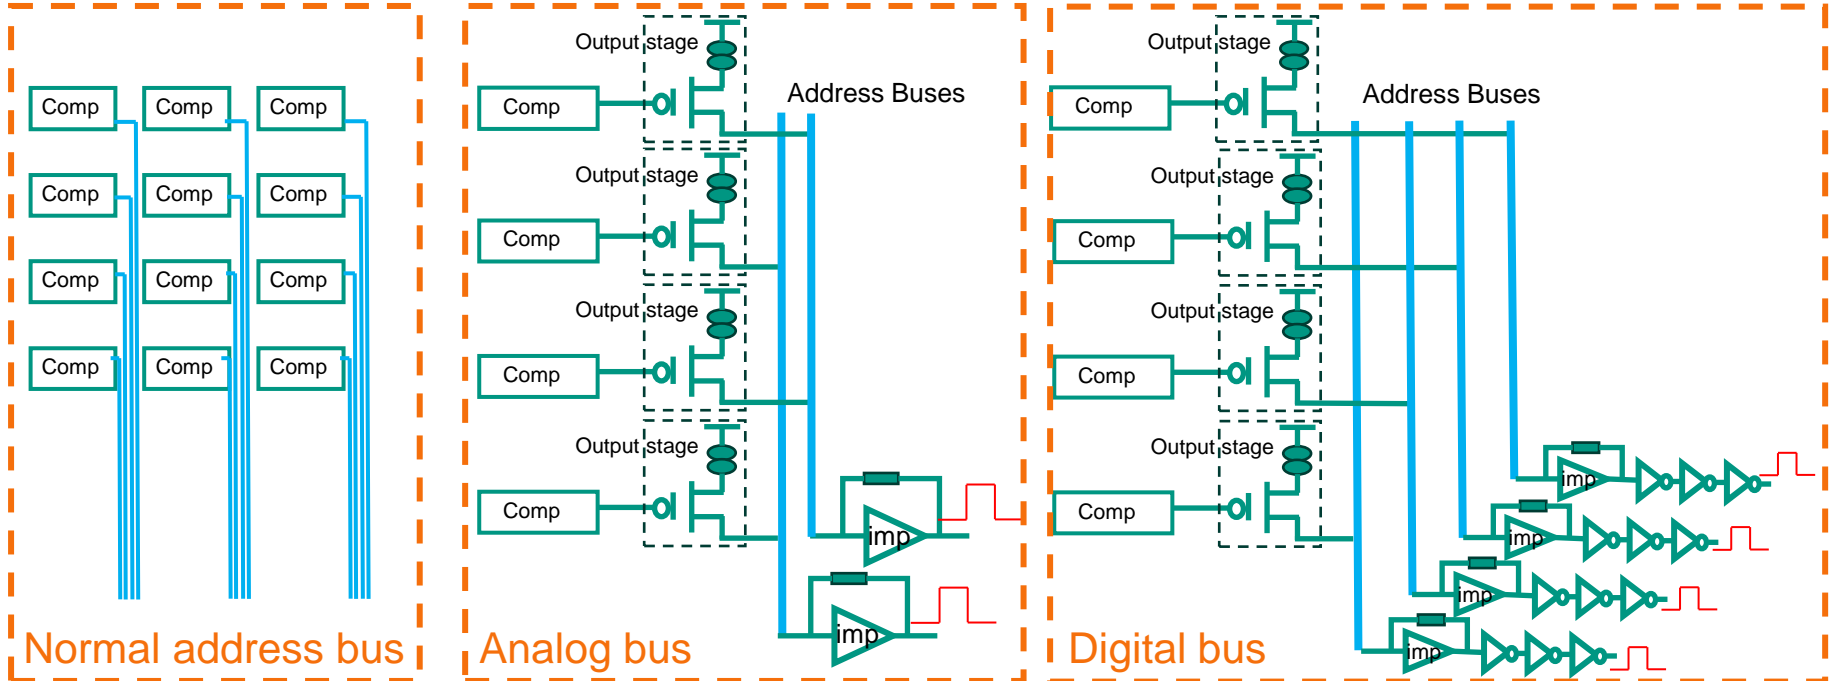 Comp Comp Comp
Comp Comp Comp
Comp Comp Comp
Comp Comp Comp
Normal address bus
Output stage
Comp
Address Buses
Output stage
Comp
Output stage
Comp
Output stage
Comp
imp
imp
Analog bus
Output stage
Comp
Address Buses
Output stage
Comp
Output stage
Comp
Output stage
Comp
imp
imp
imp
imp
Digital bus